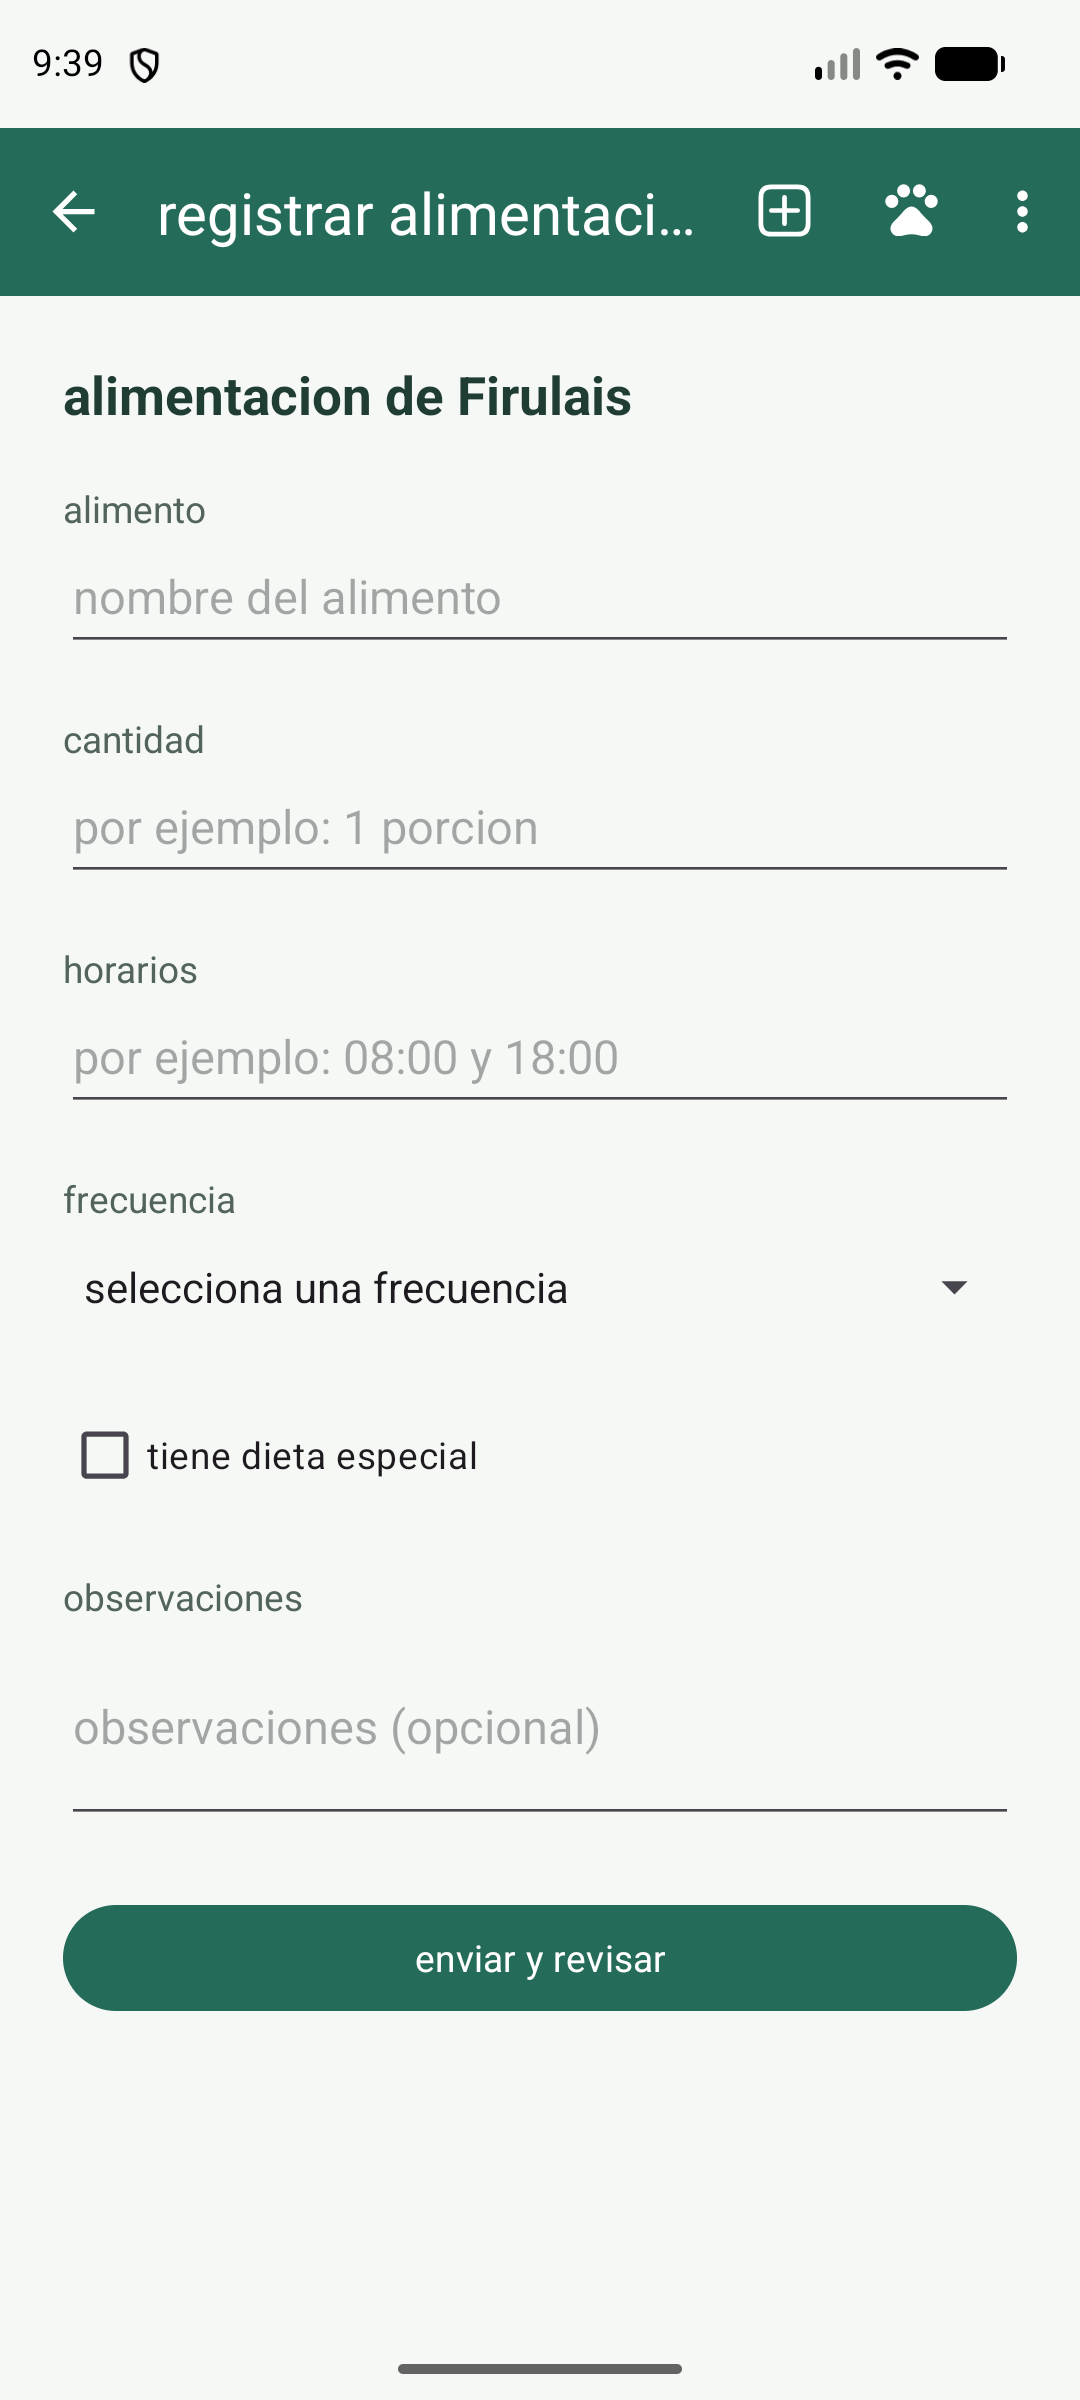 9:39
registrar alimentaci...
alimentacion de Firulais
alimento
nombre del alimento
cantidad
por ejemplo: 1 porcion
horarios
por ejemplo: 08:00 y 18:00
frecuencia
selecciona una frecuencia
tiene dieta especial
observaciones
observaciones (opcional)
enviar y revisar